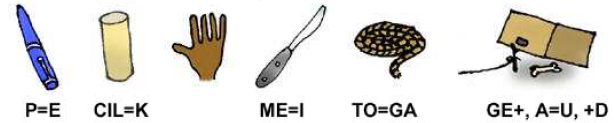 P=E CIL=K ME=I TO=GA GE+, A=U, +D